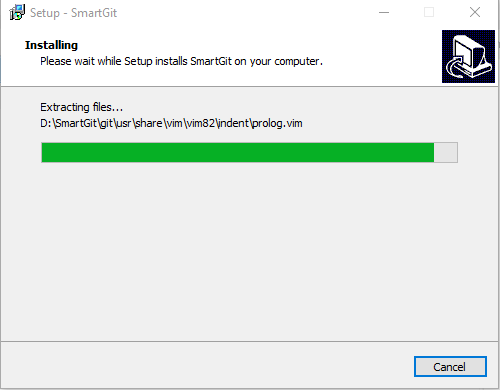 Setup - SmartGit
Installing
Please wait while Setup installs SmartGit on your computer.
Extracting files...
D:\SmartGit\git\usr\share\vim\vim82\indent\prolog.vim
Cancel